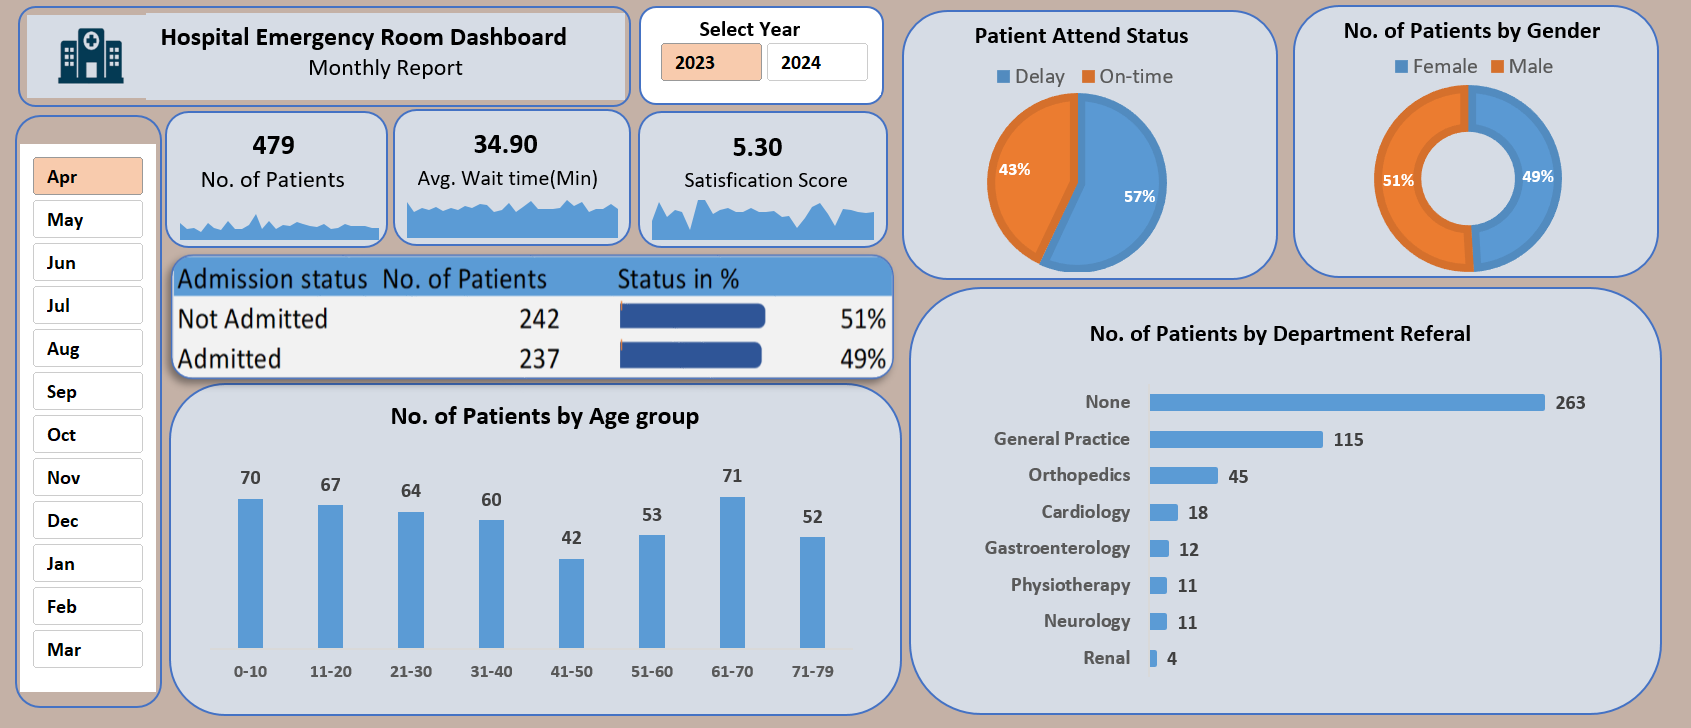 Hospital Emergency Room Dashboard
Monthly Report
Select Year
2023
2024
Apr
May
Jun
Jul
Aug
Sep
Oct
Nov
Dec
Jan
Feb
Mar
479
No. of Patients
34.90
Avg. Wait time(Min)
5.30
Satisfication Score
Admission status No. of Patients Status in %
Not Admitted 242 51%
Admitted 237 49%
No. of Patients by Age group
70
67
64
60
42
53
71
52
0-10
11-20
21-30
31-40
41-50
51-60
61-70
71-79
Patient Attend Status
Delay On-time
43%
57%
No. of Patients by Gender
Female Male
51%
49%
No. of Patients by Department Referal
None 263
General Practice 115
Orthopedics 45
Cardiology 18
Gastroenterology 12
Physiotherapy 11
Neurology 11
Renal 4